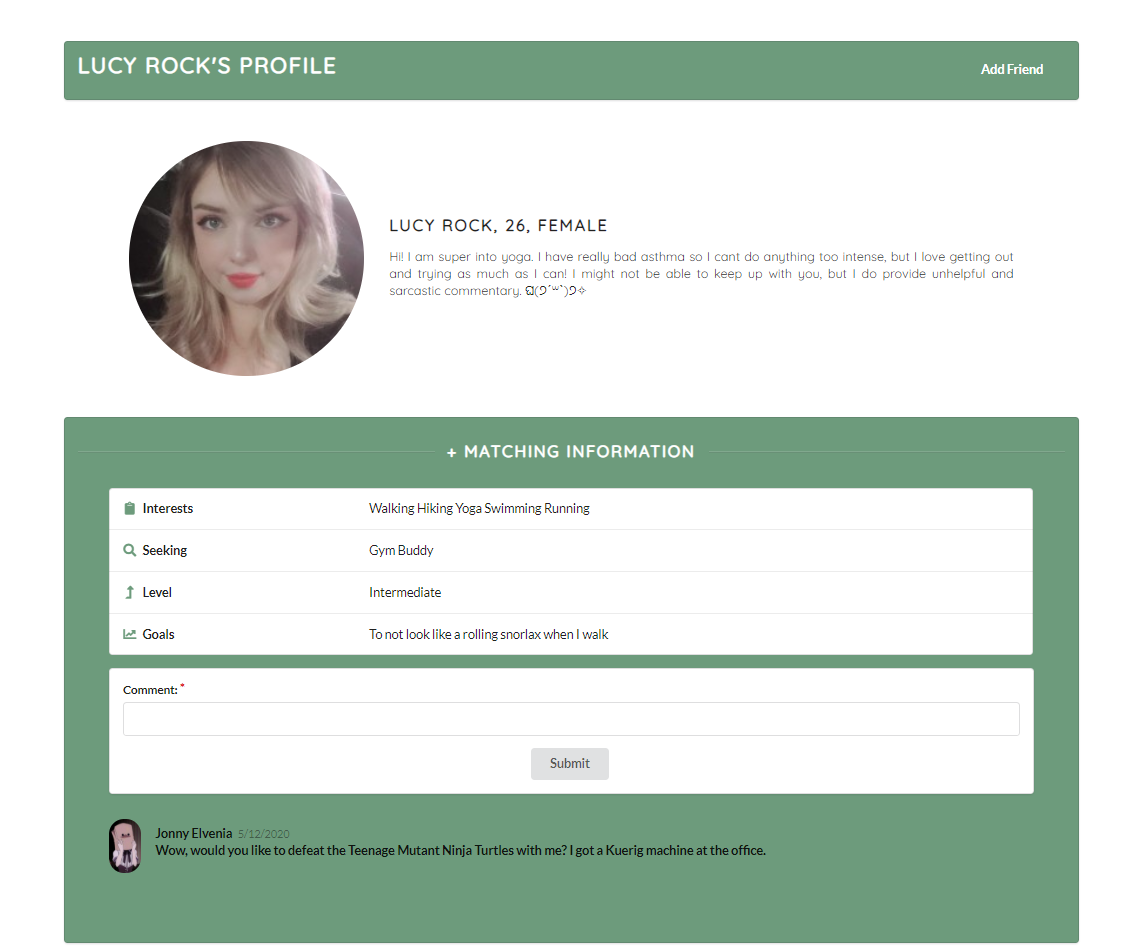 LUCY ROCK'S PROFILE
Add Friend
LUCY ROCK, 26, FEMALE
Hi! I am super into yoga. I have really bad asthma so I cant do anything too intense, but I love getting out
and trying as much as I can! I might not be able to keep up with you, but I do provide unhelpful and
sarcastic commentary. ଘ(੭ˊ꒳ˋ)੭✧
+ MATCHING INFORMATION
Interests Walking Hiking Yoga Swimming Running
Seeking Gym Buddy
Level Intermediate
Goals To not look like a rolling snorlax when I walk
Comment: *
Submit
Jonny Elvenia 5/12/2020
Wow, would you like to defeat the Teenage Mutant Ninja Turtles with me? I got a Kuerig machine at the office.